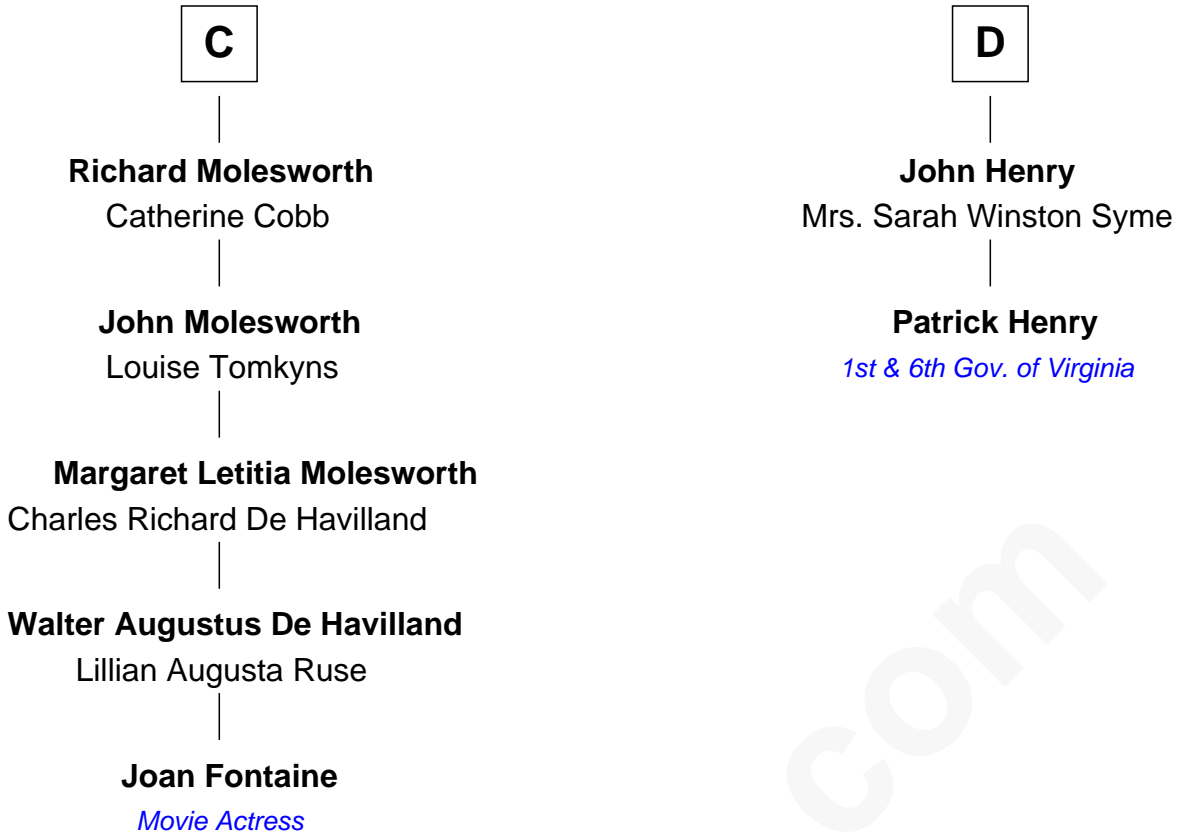 C
Richard Molesworth
Catherine Cobb
John Molesworth
Louise Tomkyns
Margaret Letitia Molesworth
Charles Richard De Havilland
Walter Augustus De Havilland
Lillian Augusta Ruse
Joan Fontaine
Movie Actress
D
John Henry
Mrs. Sarah Winston Syme
Patrick Henry
1st & 6th Gov. of Virginia
com